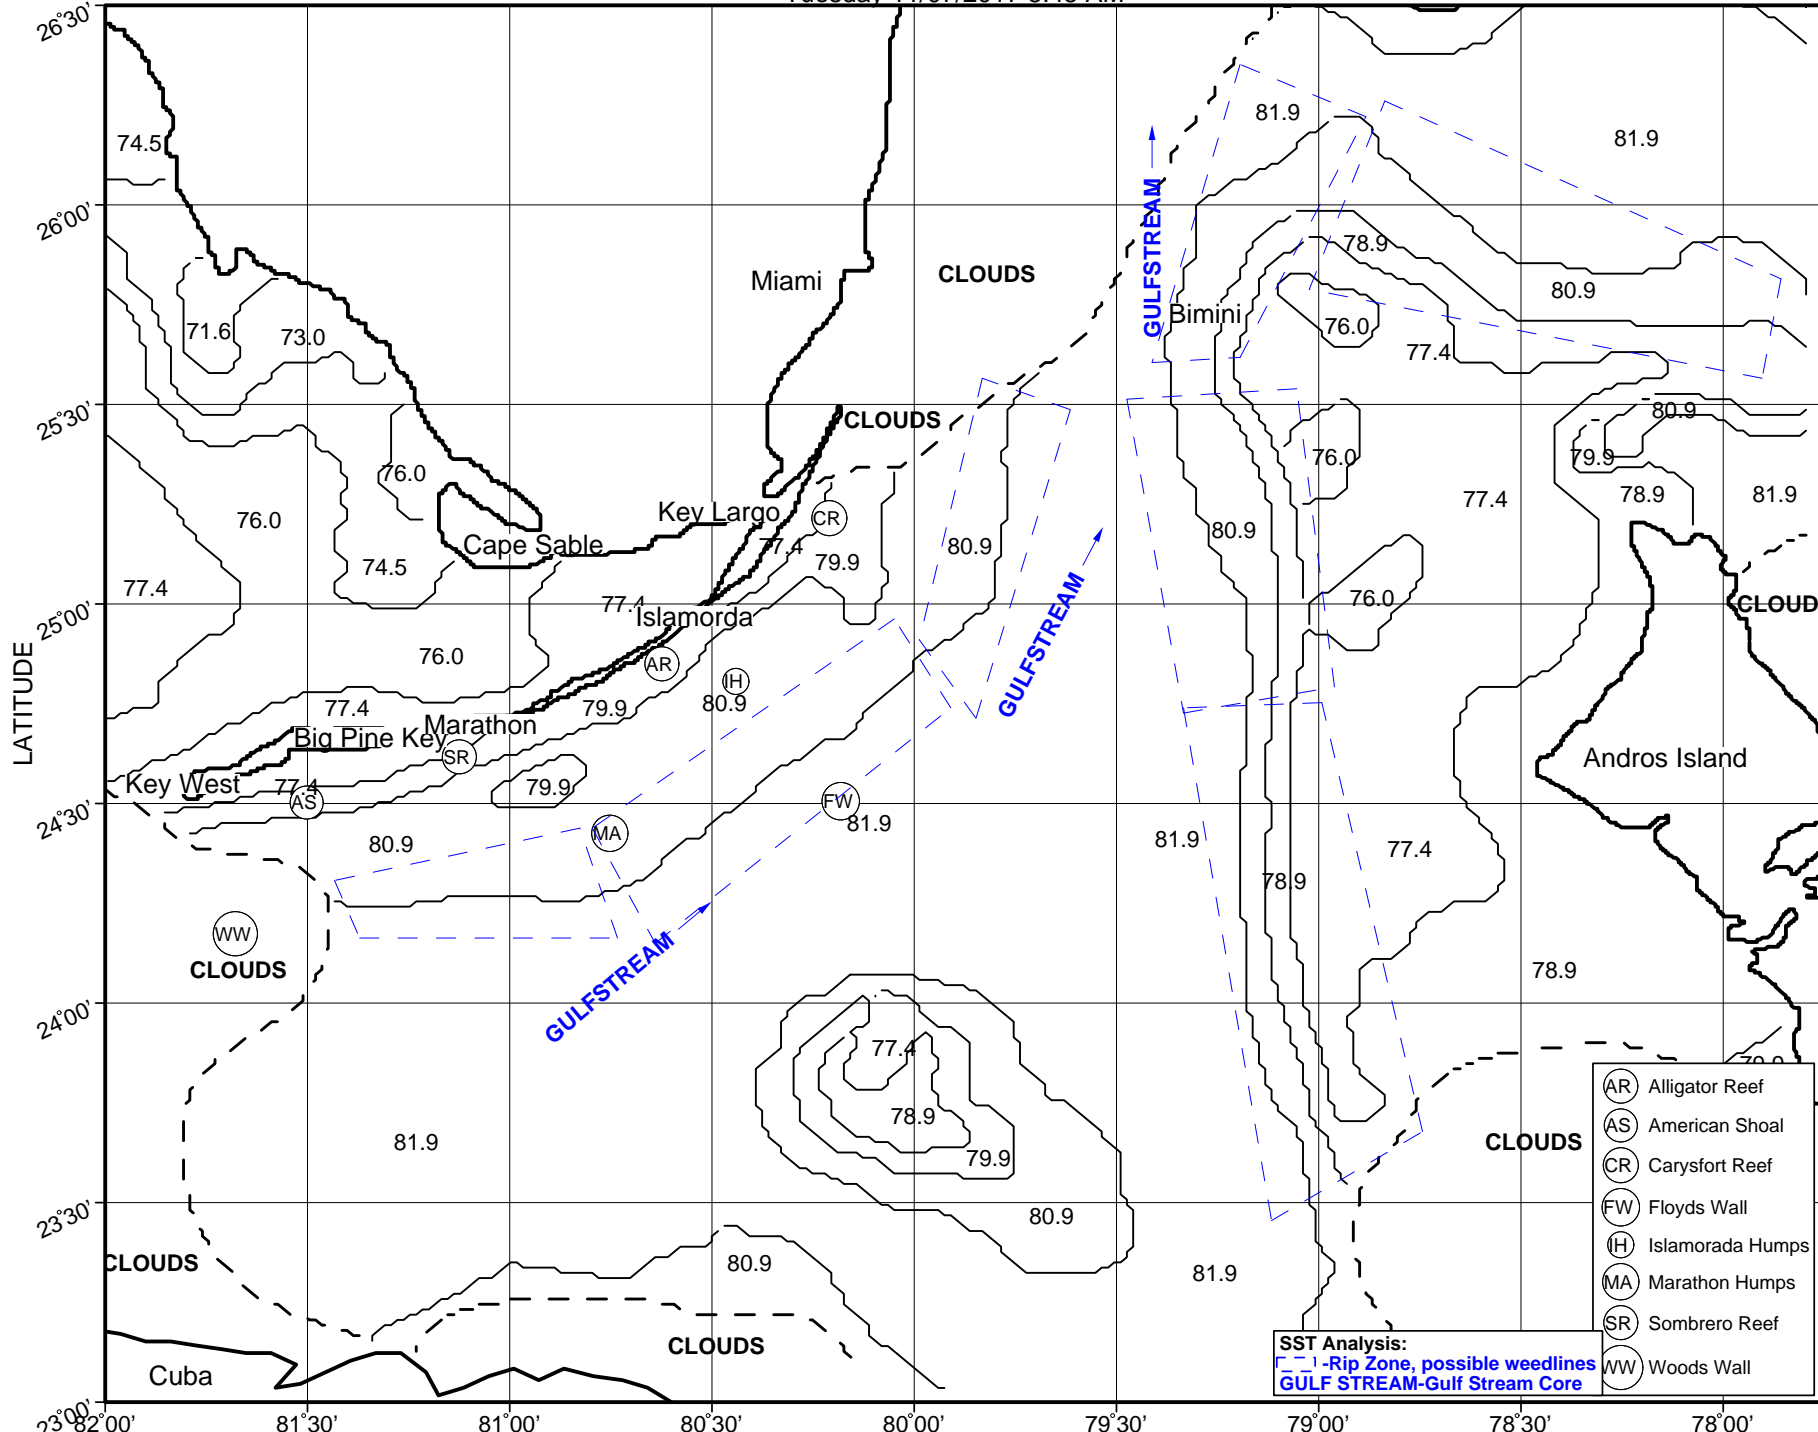 26°30'
74.5
81.9
81.9
26°00'
GULFSTREAM
78.9
Miami
CLOUDS
80.9
Bimini
71.6
73.0
76.0
77.4
25°30'
CLOUDS
80.9
76.0
76.0
79.9
76.0
77.4
78.9
81.9
Key Largo
CR
80.9
Cape Sable
77.4
79.9
80.9
74.5
77.4
77.4
76.0
25°00'
CLOUD
Islamorda
GULFSTREAM
76.0
AR
IH
LATITUDE
77.4
79.9
80.9
Marathon
Big Pine Key
SR
Andros Island
Key West
77.4
79.9
24°30'
AS
FW
81.9
MA
81.9
80.9
77.4
78.9
WW
CLOUDS
78.9
GULFSTREAM
24°00'
77.4
78.9
81.9
79.9
CLOUDS
AR Alligator Reef
AS American Shoal
CR Carysfort Reef
FW Floyds Wall
IH Islamorada Humps
MA Marathon Humps
SR Sombrero Reef
WW Woods Wall
23°30'
80.9
CLOUDS
80.9
81.9
CLOUDS
Cuba
SST Analysis:
-Rip Zone, possible weedlines
GULF STREAM-Gulf Stream Core
23°00'
82°00' 81°30' 81°00' 80°30' 80°00' 79°30' 79°00' 78°30' 78°00'